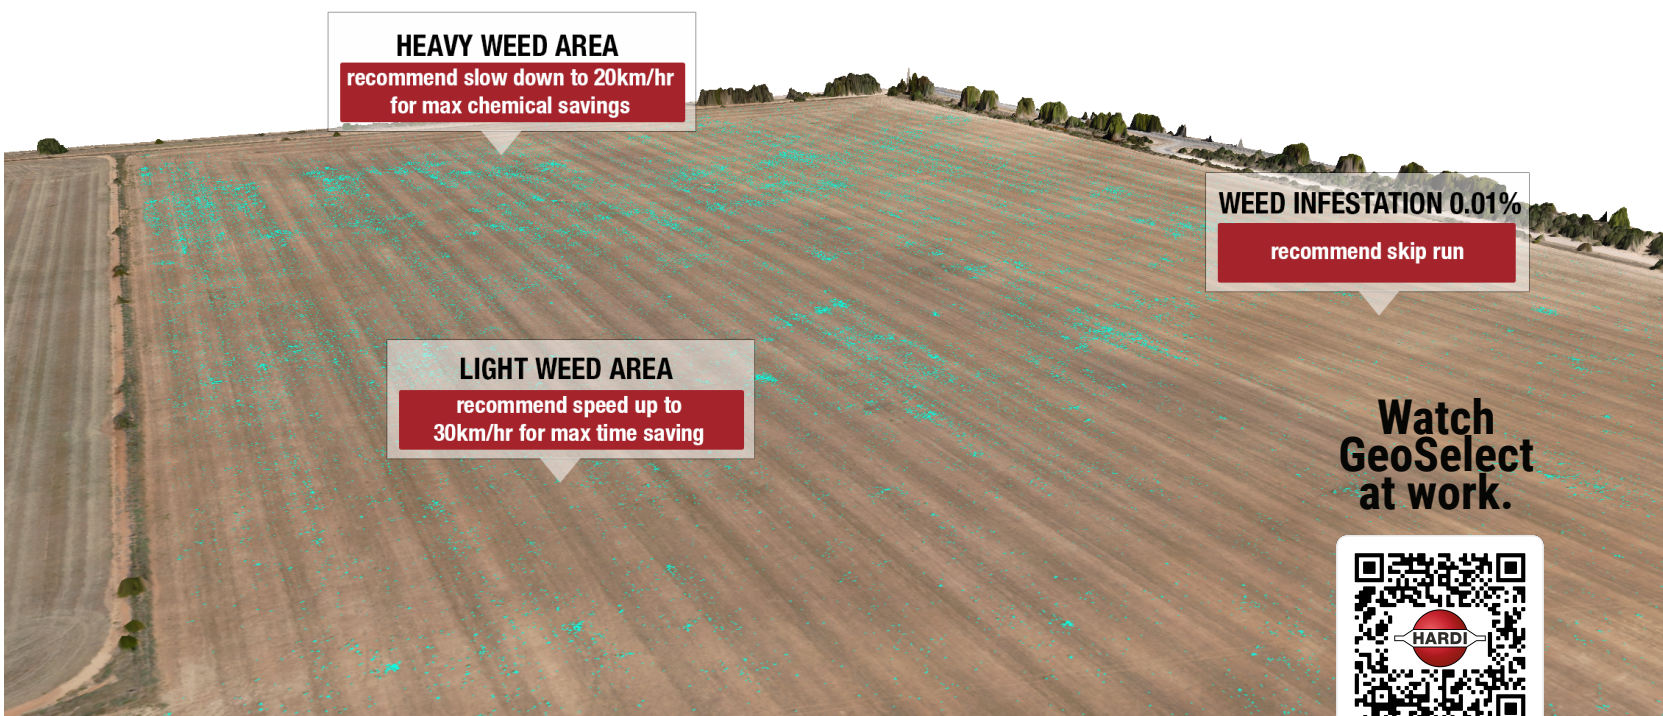 HEAVY WEED AREA
recommend slow down to 20km/hr
for max chemical savings
WEED INFESTATION 0.01%
recommend skip run
LIGHT WEED AREA
recommend speed up to
30km/hr for max time saving
Watch
GeoSelect
at work.
HARDI